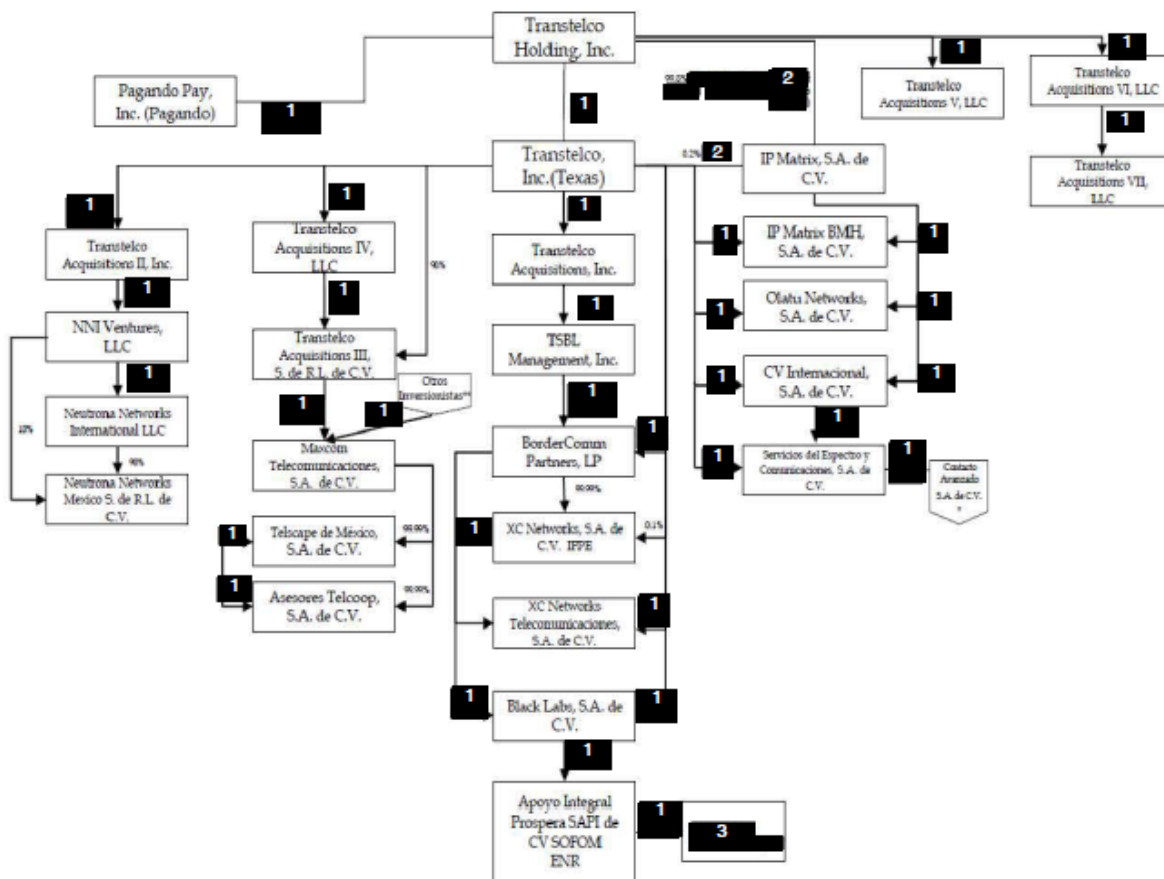 Transtelco
Holding, Inc.
1
1
Pagando Pay,
Inc. (Pagando)
1
1
2
Transtelco
Acquisitions V, LLC
Transtelco
Acquisitions VI, LLC
1
Transtelco
Acquisitions VII,
LLC
Transtelco,
Inc.(Texas)
0.2%
2
IP Matrix, S.A. de
C.V.
1
1
1
Transtelco
Acquisitions II, Inc.
Transtelco
Acquisitions IV,
LLC
90%
Transtelco
Acquisitions, Inc.
1
IP Matrix BMH,
S.A. de C.V.
1
1
1
1
1
Olatu Networks,
S.A. de C.V.
1
NNI Ventures,
LLC
Transtelco
Acquisitions III,
S. de R.L. de C.V.
TSBL
Management, Inc.
1
CV Internacional,
S.A. de C.V.
1
1
1
1
1
Otros
Inversionistas**
1
Neutrona Networks
International LLC
10%
90%
Neutrona Networks
Mexico S. de R.L. de
C.V.
Maxcom
Telecomunicaciones,
S.A. de C.V.
BorderComm
Partners, LP
1
1
Servicios del Espectro y
Comunicaciones, S.A. de
C.V.
1
Contacto
Avanzado
S.A. de C.V.
99.99%
1
Telscape de México,
S.A. de C.V.
99.99%
1
XC Networks, S.A. de
C.V. IFPE
0.1%
1
Asesores Telcoop,
S.A. de C.V.
99.99%
XC Networks
Telecomunicaciones,
S.A. de C.V.
1
1
Black Labs, S.A. de
C.V.
1
1
Apoyo Integral
Prospera SAPI de
CV SOFOM
ENR
1
3